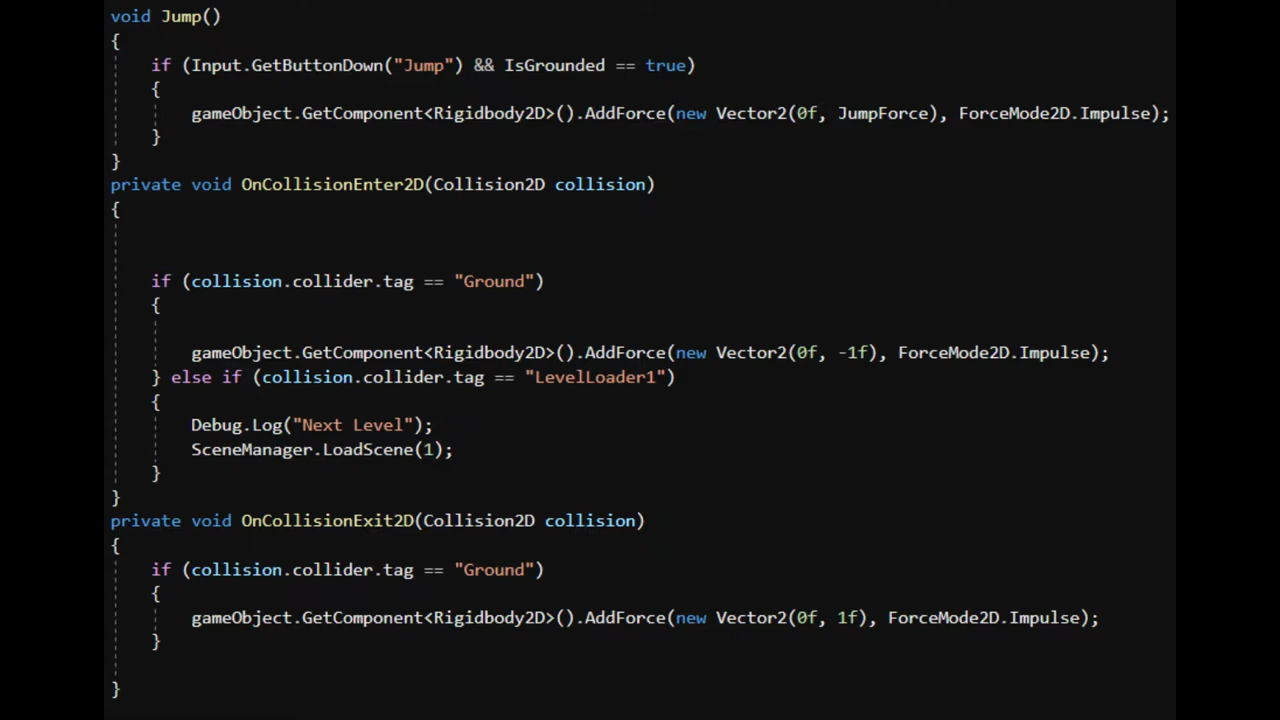 void Jump()
{
if (Input.GetButtonDown("Jump") && IsGrounded == true)
{
gameObject.GetComponent<Rigidbody2D>().AddForce(new Vector2(0f, JumpForce), ForceMode2D.Impulse);
}
}
private void OnCollisionEnter2D(Collision2D collision)
{
if (collision.collider.tag == "Ground")
{
gameObject.GetComponent<Rigidbody2D>().AddForce(new Vector2(0f, -1f), ForceMode2D.Impulse);
} else if (collision.collider.tag == "LevelLoader1")
{
Debug.Log("Next Level");
SceneManager.LoadScene(1);
}
}
private void OnCollisionExit2D(Collision2D collision)
{
if (collision.collider.tag == "Ground")
{
gameObject.GetComponent<Rigidbody2D>().AddForce(new Vector2(0f, 1f), ForceMode2D.Impulse);
}
}